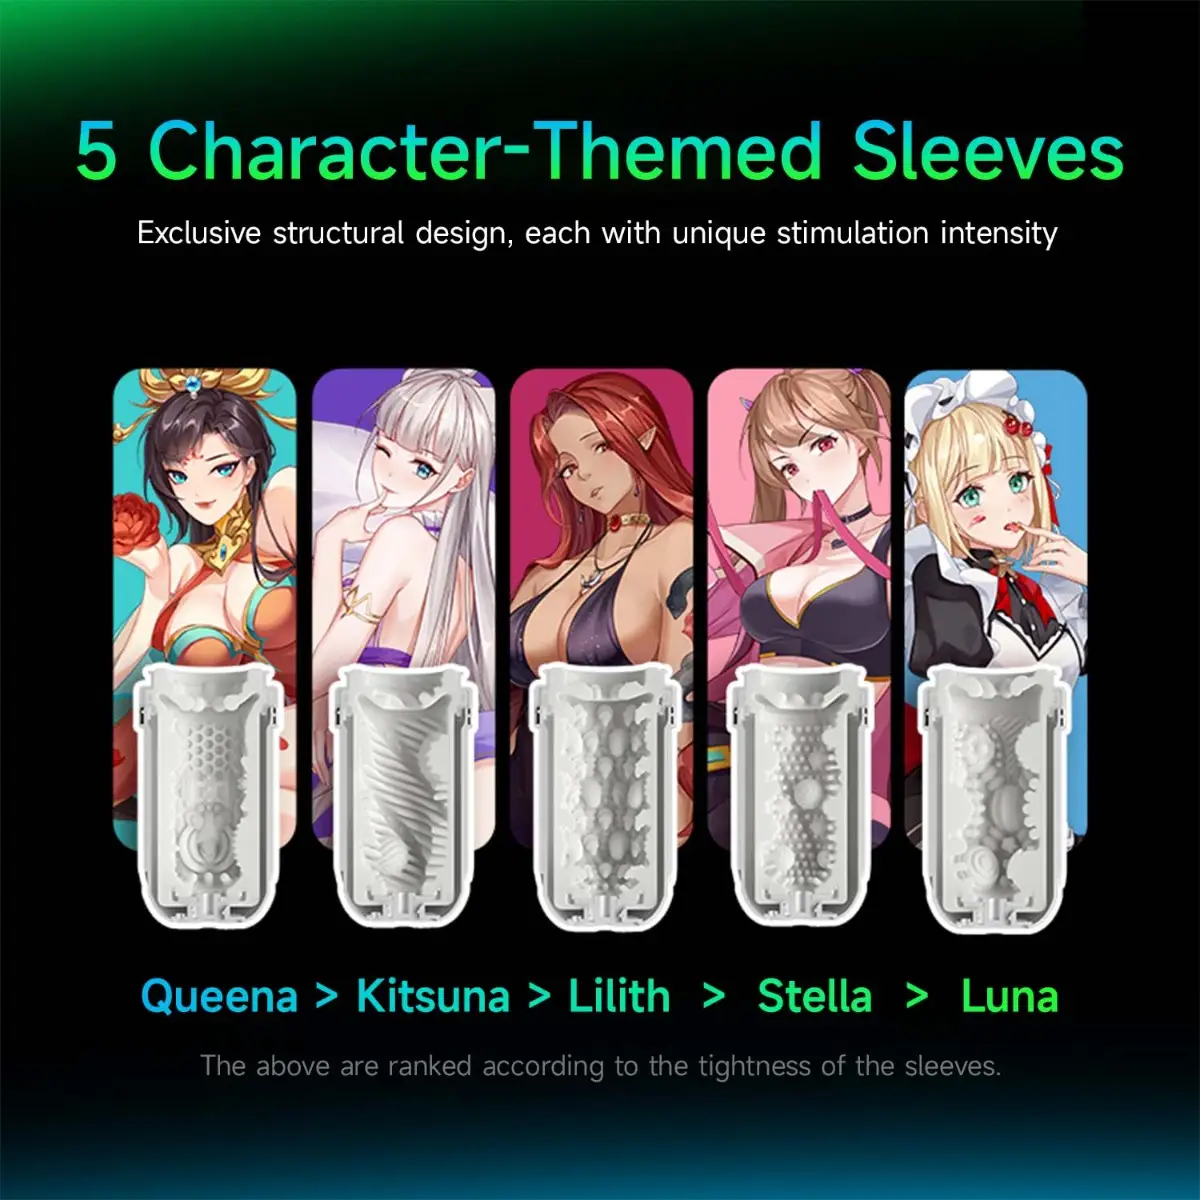 5 Character-Themed Sleeves
Exclusive structural design, each with unique stimulation intensity
Queena > Kitsuna > Lilith > Stella > Luna
The above are ranked according to the tightness of the sleeves.